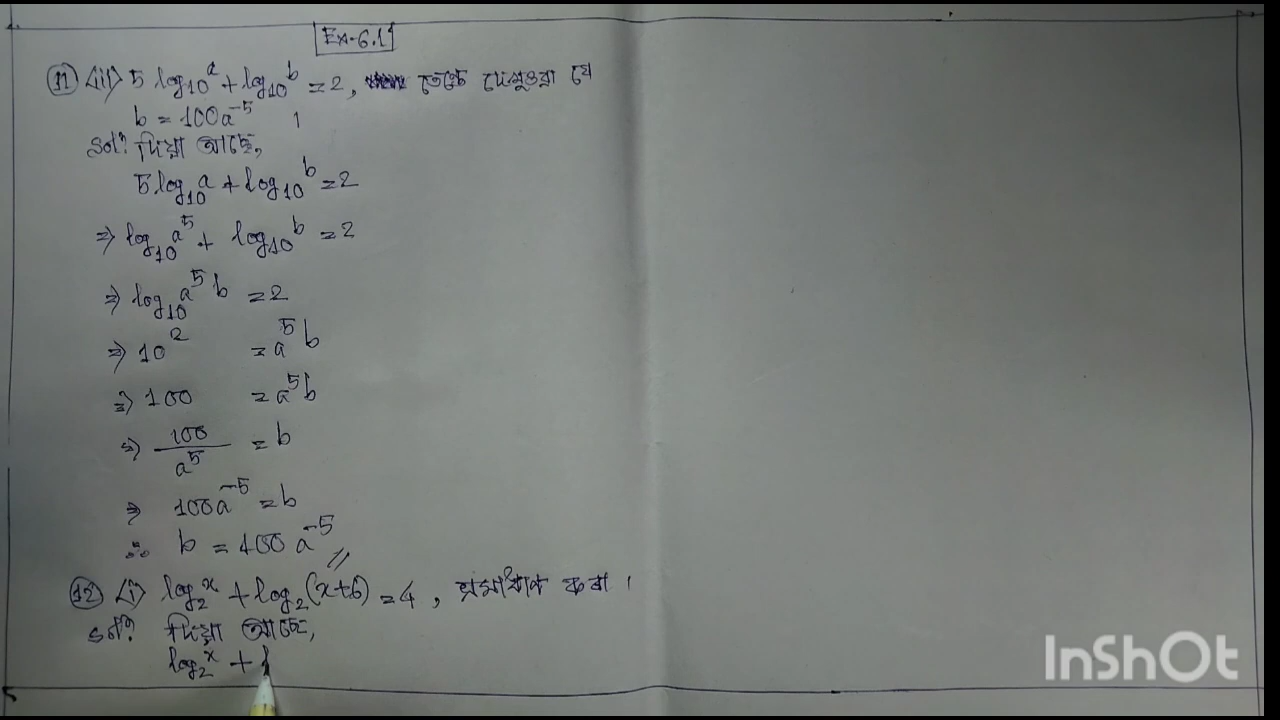 Ex-6.1
11 <ii> 5 log₁₀a + log₁₀b = 2, তেন্তে দেখুওৱা যে
b = 100a⁻⁵ ।
Solⁿ: দিয়া আছে,
5 log₁₀a + log₁₀b = 2
⇒ log₁₀a⁵ + log₁₀b = 2
⇒ log₁₀a⁵b = 2
⇒ 10² = a⁵b
⇒ 100 = a⁵b
⇒ 100/a⁵ = b
⇒ 100a⁻⁵ = b
∴ b = 100a⁻⁵ //
12 <i> log₂x + log₂(x+6) = 4, সমাধান কৰা ।
Solⁿ: দিয়া আছে,
log₂x + l
InShOt